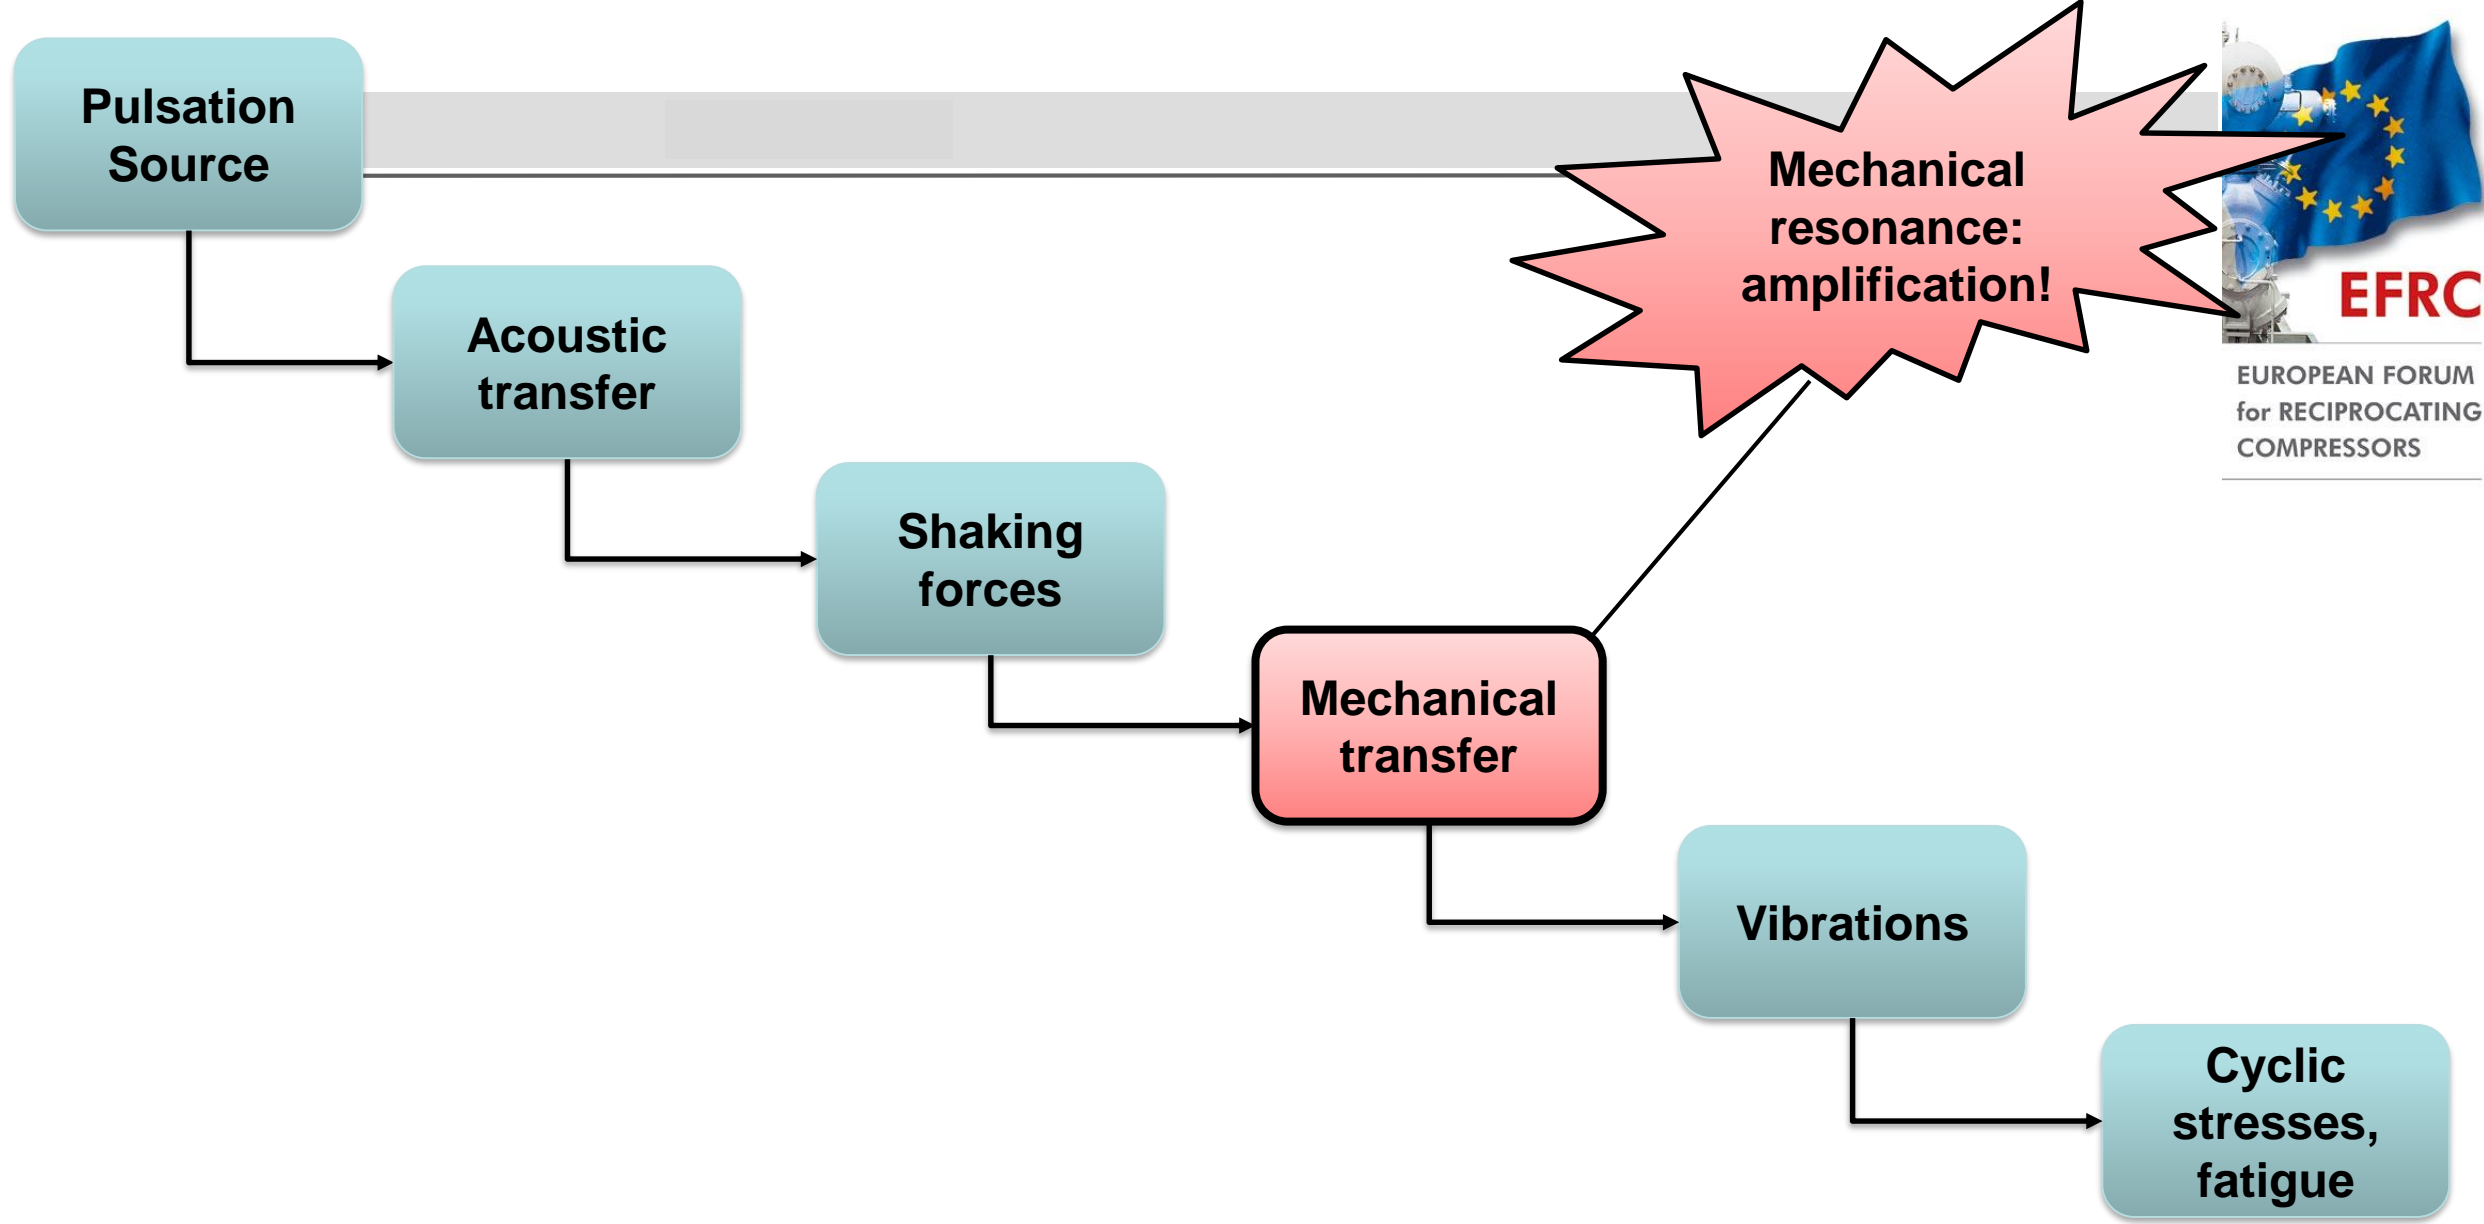 Pulsation
Source
Mechanical
resonance:
amplification!
EFRC
EUROPEAN FORUM
for RECIPROCATING
COMPRESSORS
Acoustic
transfer
Shaking
forces
Mechanical
transfer
Vibrations
Cyclic
stresses,
fatigue